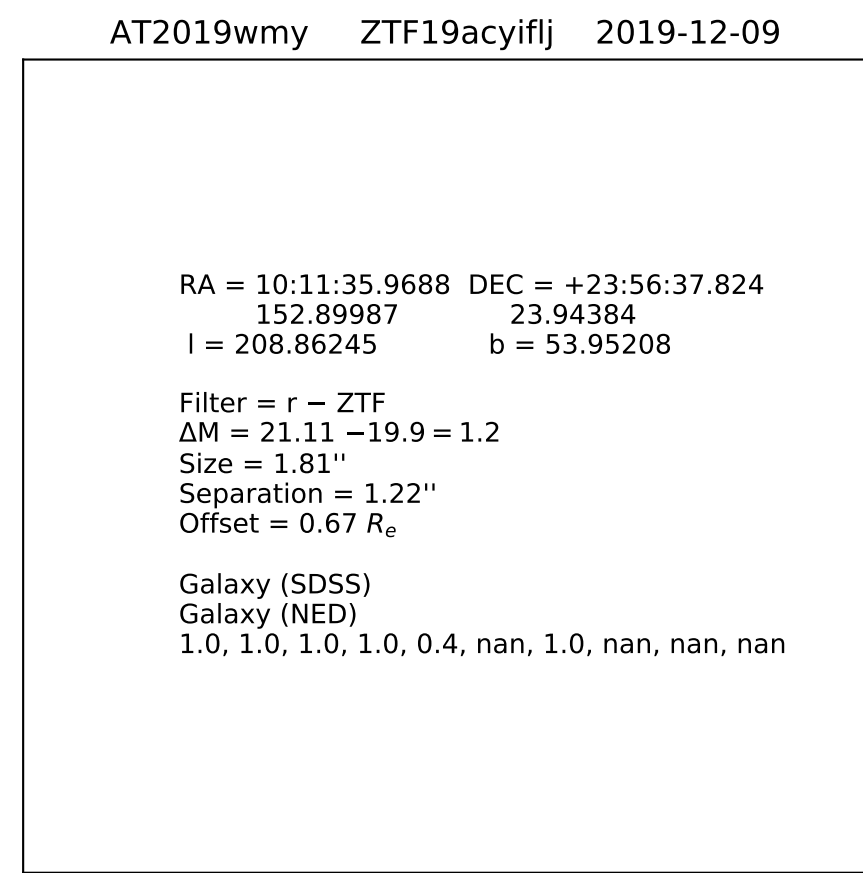 AT2019wmy ZTF19acyiflj 2019-12-09
RA = 10:11:35.9688 DEC = +23:56:37.824
152.89987 23.94384
l = 208.86245 b = 53.95208
Filter = r − ZTF
ΔM = 21.11 −19.9 = 1.2
Size = 1.81''
Separation = 1.22''
Offset = 0.67 Rₑ
Galaxy (SDSS)
Galaxy (NED)
1.0, 1.0, 1.0, 1.0, 0.4, nan, 1.0, nan, nan, nan